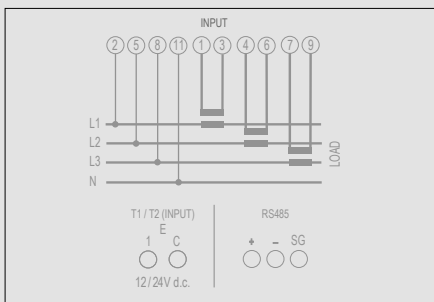 INPUT
2 5 8 11 1 3 4 6 7 9
L1
L2
L3
N
LOAD
T1 / T2 (INPUT)
E
1 C
12/24V d.c.
RS485
+ – SG